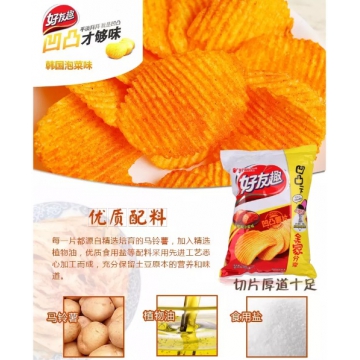 好友趣
凹凸才够味
韩国泡菜味
好友趣
优质配料
每一片都源自精选培育的马铃薯，加入精选
植物油，优质食用盐等配料采用先进工艺悉
心加工而成，充分保留土豆原本的营养和味
道。
切片厚道十足
马铃薯
植物油
食用盐